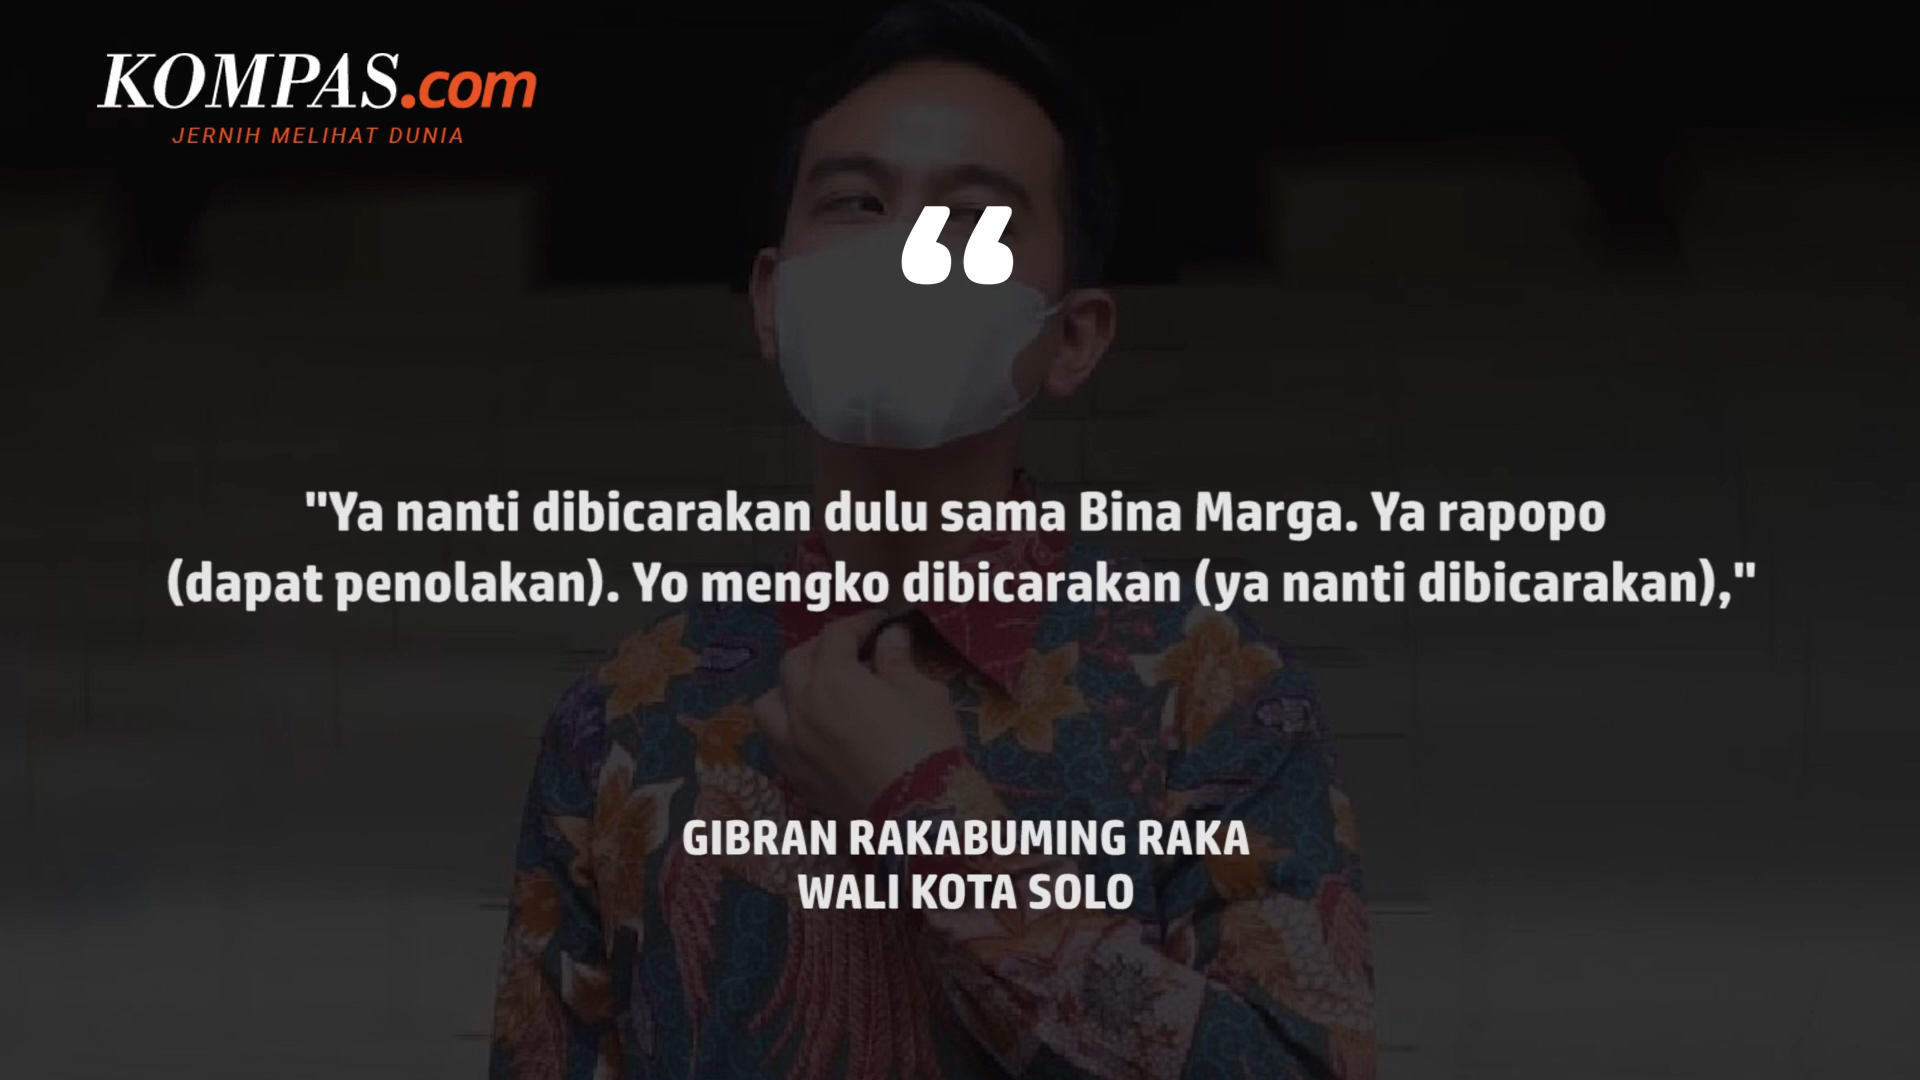 KOMPAS.com
JERNIH MELIHAT DUNIA
“
"Ya nanti dibicarakan dulu sama Bina Marga. Ya rapopo
(dapat penolakan). Yo mengko dibicarakan (ya nanti dibicarakan),"
GIBRAN RAKABUMING RAKA
WALI KOTA SOLO